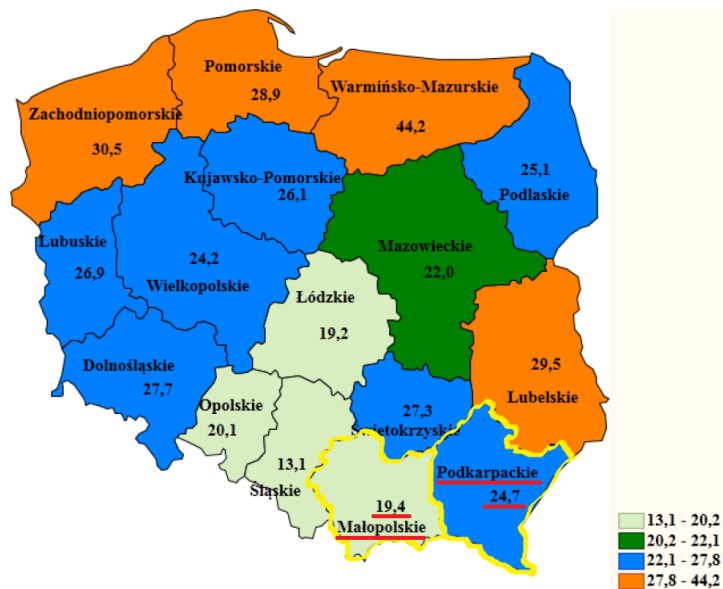 Pomorskie
28,9
Warmińsko-Mazurskie
44,2
Zachodniopomorskie
30,5
Kujawsko-Pomorskie
26,1
25,1
Podlaskie
Lubuskie
26,9
24,2
Wielkopolskie
Mazowieckie
22,0
Łódzkie
19,2
Dolnośląskie
27,7
29,5
Lubelskie
Opolskie
20,1
27,3
Świetokrzyskie
13,1
Śląskie
Podkarpackie
24,7
19,4
Małopolskie
13,1 - 20,2
20,2 - 22,1
22,1 - 27,8
27,8 - 44,2